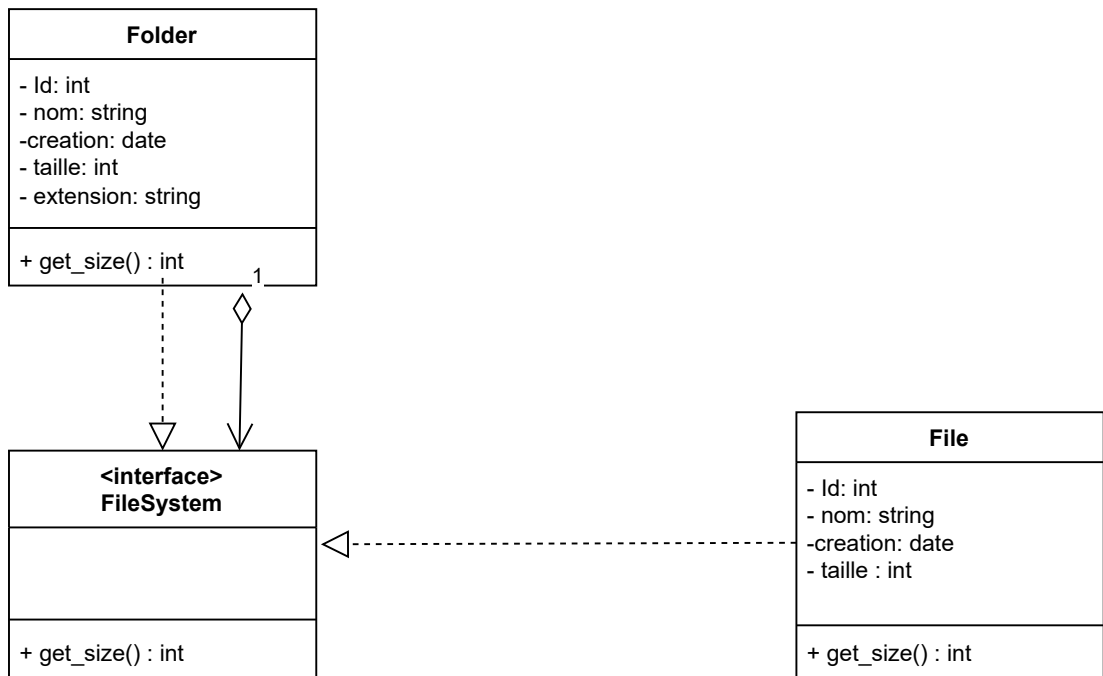 Folder
- Id: int
- nom: string
-creation: date
- taille: int
- extension: string
+ get_size() : int
1
<interface>
FileSystem
+ get_size() : int
File
- Id: int
- nom: string
-creation: date
- taille : int
+ get_size() : int